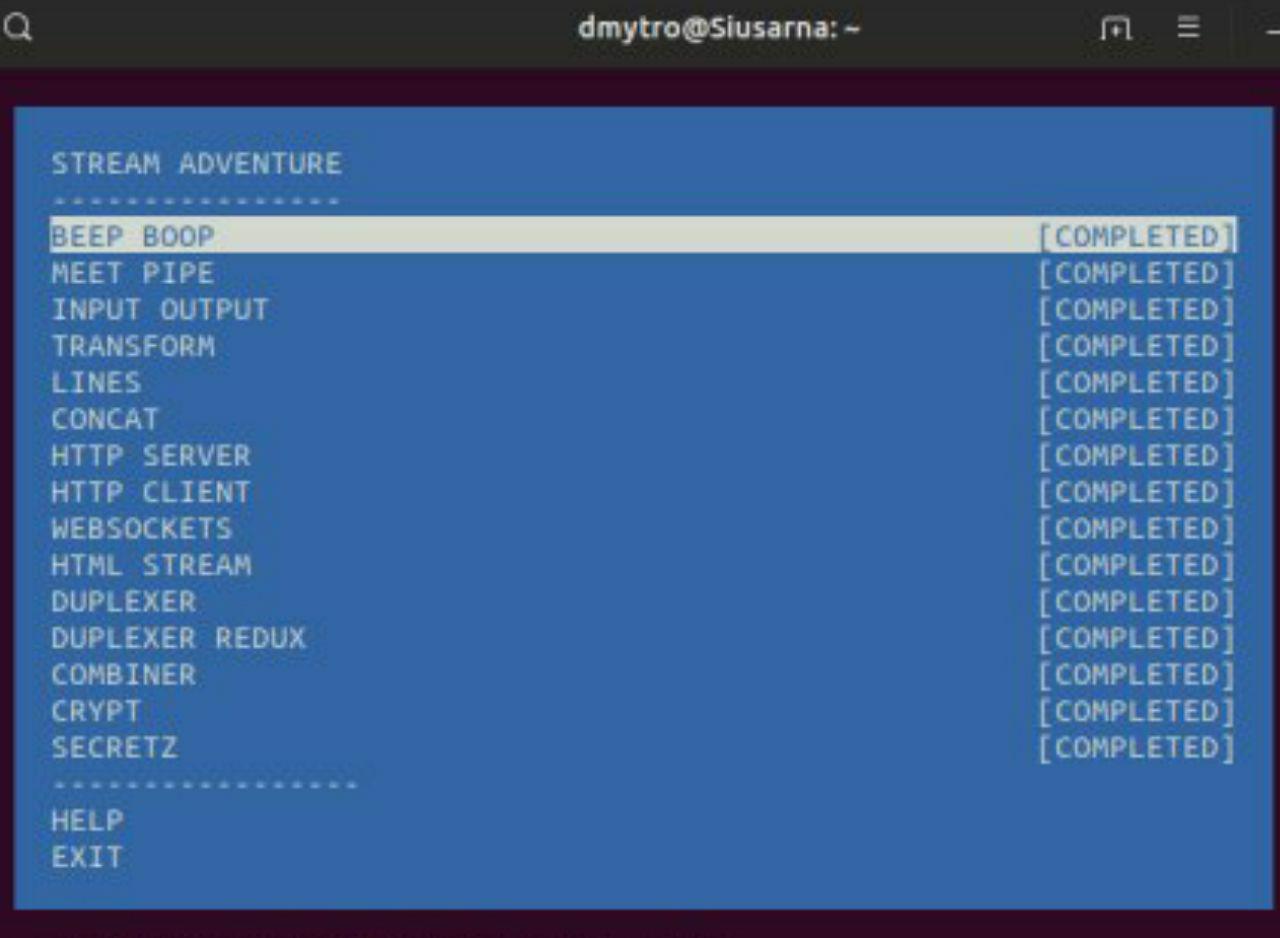 dmytro@Siusarna: ~
STREAM ADVENTURE
----------------
BEEP BOOP [COMPLETED]
MEET PIPE [COMPLETED]
INPUT OUTPUT [COMPLETED]
TRANSFORM [COMPLETED]
LINES [COMPLETED]
CONCAT [COMPLETED]
HTTP SERVER [COMPLETED]
HTTP CLIENT [COMPLETED]
WEBSOCKETS [COMPLETED]
HTML STREAM [COMPLETED]
DUPLEXER [COMPLETED]
DUPLEXER REDUX [COMPLETED]
COMBINER [COMPLETED]
CRYPT [COMPLETED]
SECRETZ [COMPLETED]
-----------------
HELP
EXIT